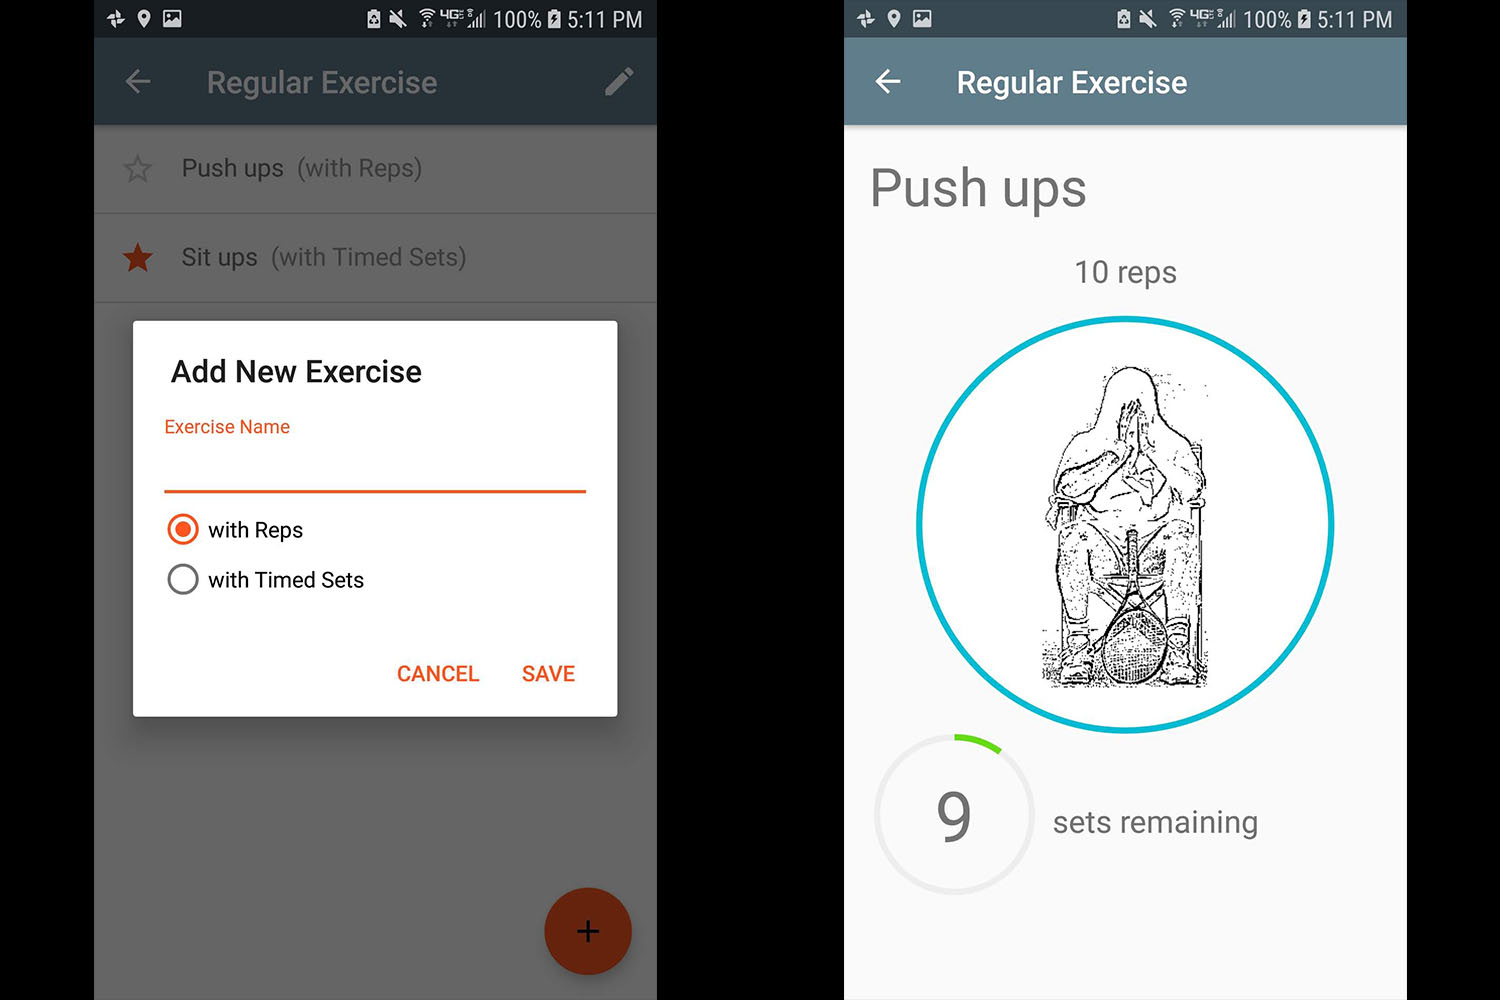 4G 100% 5:11 PM
Regular Exercise
Push ups (with Reps)
Sit ups (with Timed Sets)
Add New Exercise
Exercise Name
with Reps
with Timed Sets
CANCEL SAVE
+
4G 100% 5:11 PM
Regular Exercise
Push ups
10 reps
9 sets remaining